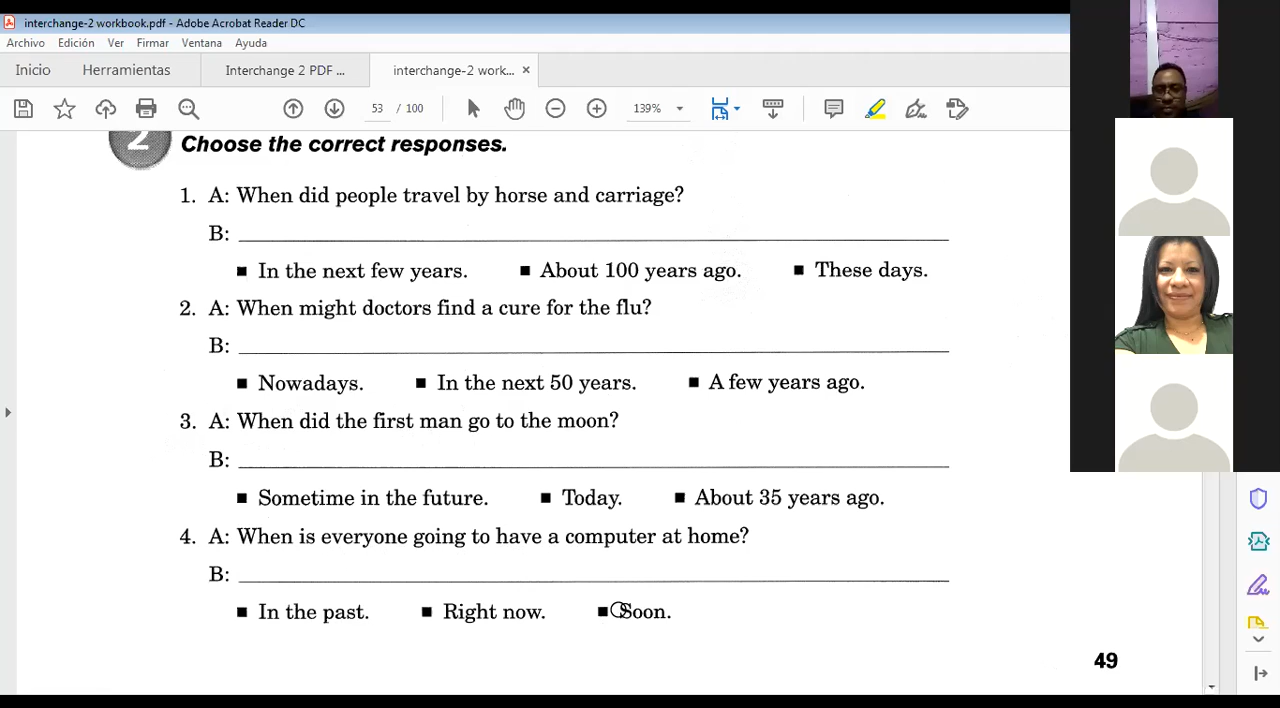 interchange-2 workbook.pdf - Adobe Acrobat Reader DC
Archivo Edición Ver Firmar Ventana Ayuda
Inicio Herramientas Interchange 2 PDF ... interchange-2 work... ×
53 / 100 139%
2 Choose the correct responses.
1. A: When did people travel by horse and carriage?
B:
■ In the next few years. ■ About 100 years ago. ■ These days.
2. A: When might doctors find a cure for the flu?
B:
■ Nowadays. ■ In the next 50 years. ■ A few years ago.
3. A: When did the first man go to the moon?
B:
■ Sometime in the future. ■ Today. ■ About 35 years ago.
4. A: When is everyone going to have a computer at home?
B:
■ In the past. ■ Right now. ■ Soon.
49